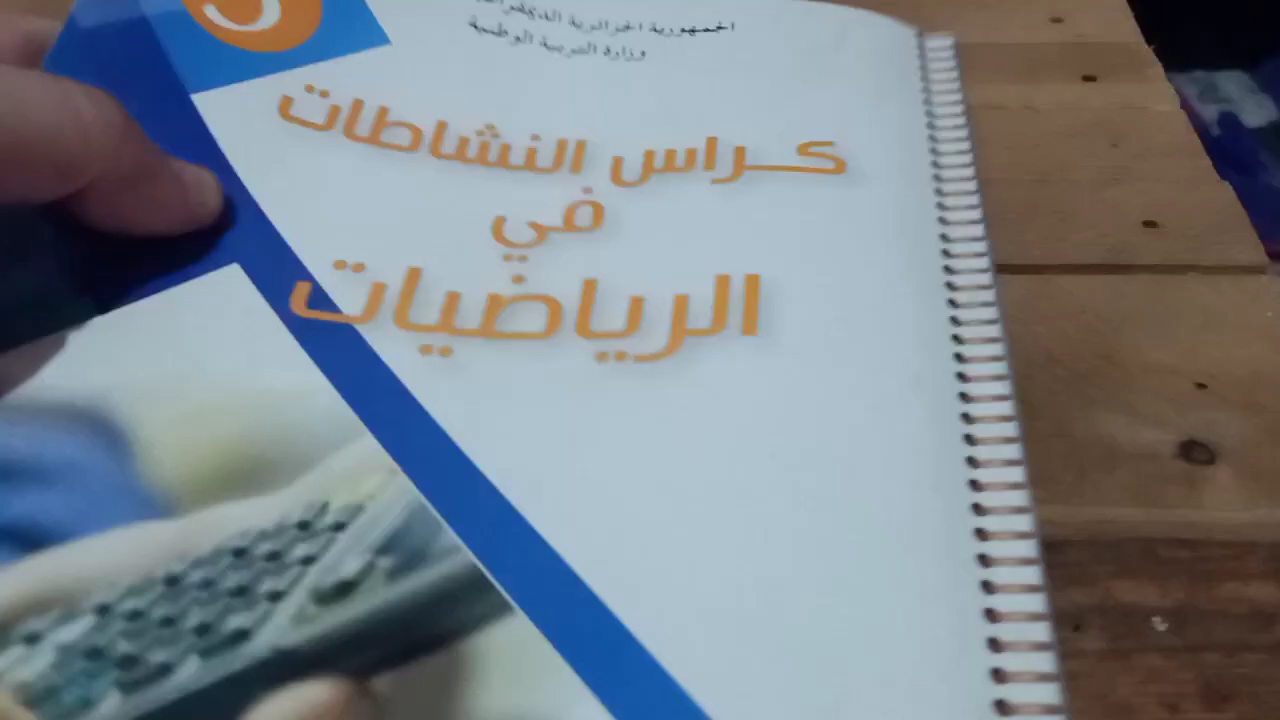 الجمهورية الجزائرية الديمقراطية
وزارة التربية الوطنية
كراس النشاطات
في
الرياضيات